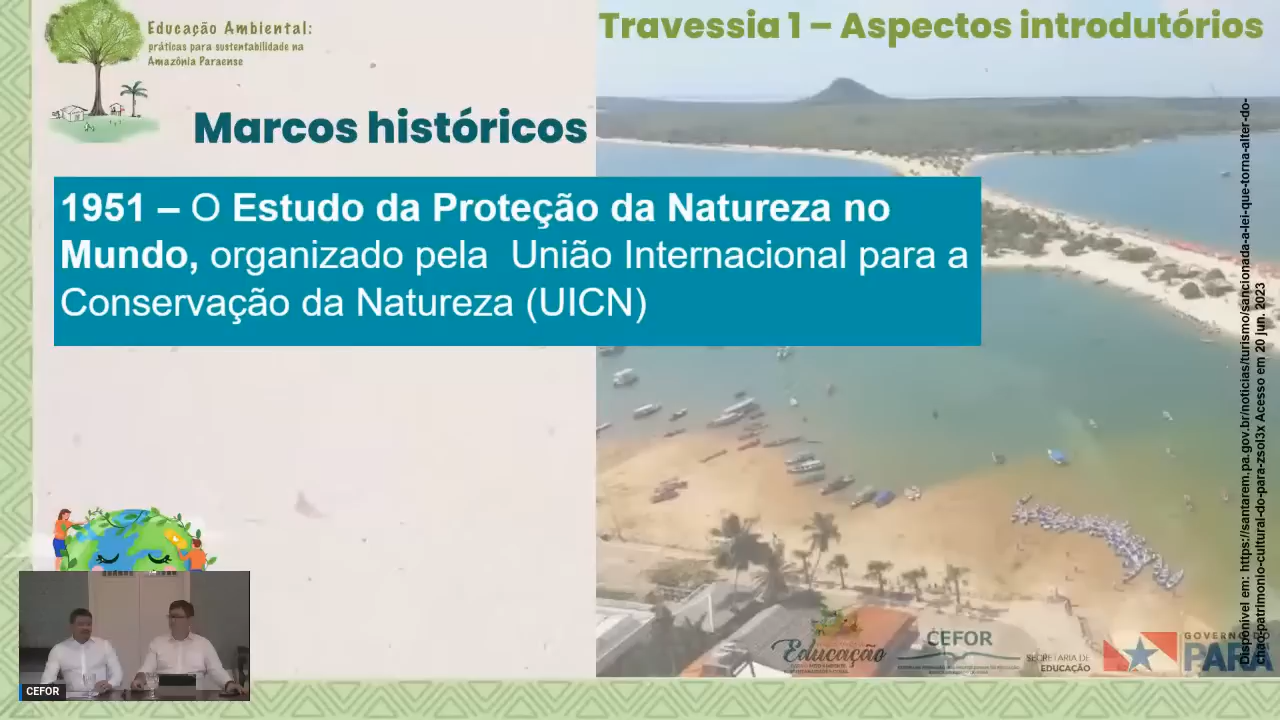 Educação Ambiental:
práticas para sustentabilidade na
Amazônia Paraense
Travessia 1 – Aspectos introdutórios
Marcos históricos
1951 – O Estudo da Proteção da Natureza no
Mundo, organizado pela União Internacional para a
Conservação da Natureza (UICN)
Disponível em: https://santarem.pa.gov.br/noticias/turismo/sancionada-a-lei-que-torna-alter-do-
chao-patrimonio-cultural-do-para-zsol3x Acesso em 20 jun. 2023
Educação
CEFOR
SECRETARIA DE
EDUCAÇÃO
GOVERNO DO
PARÁ
CEFOR